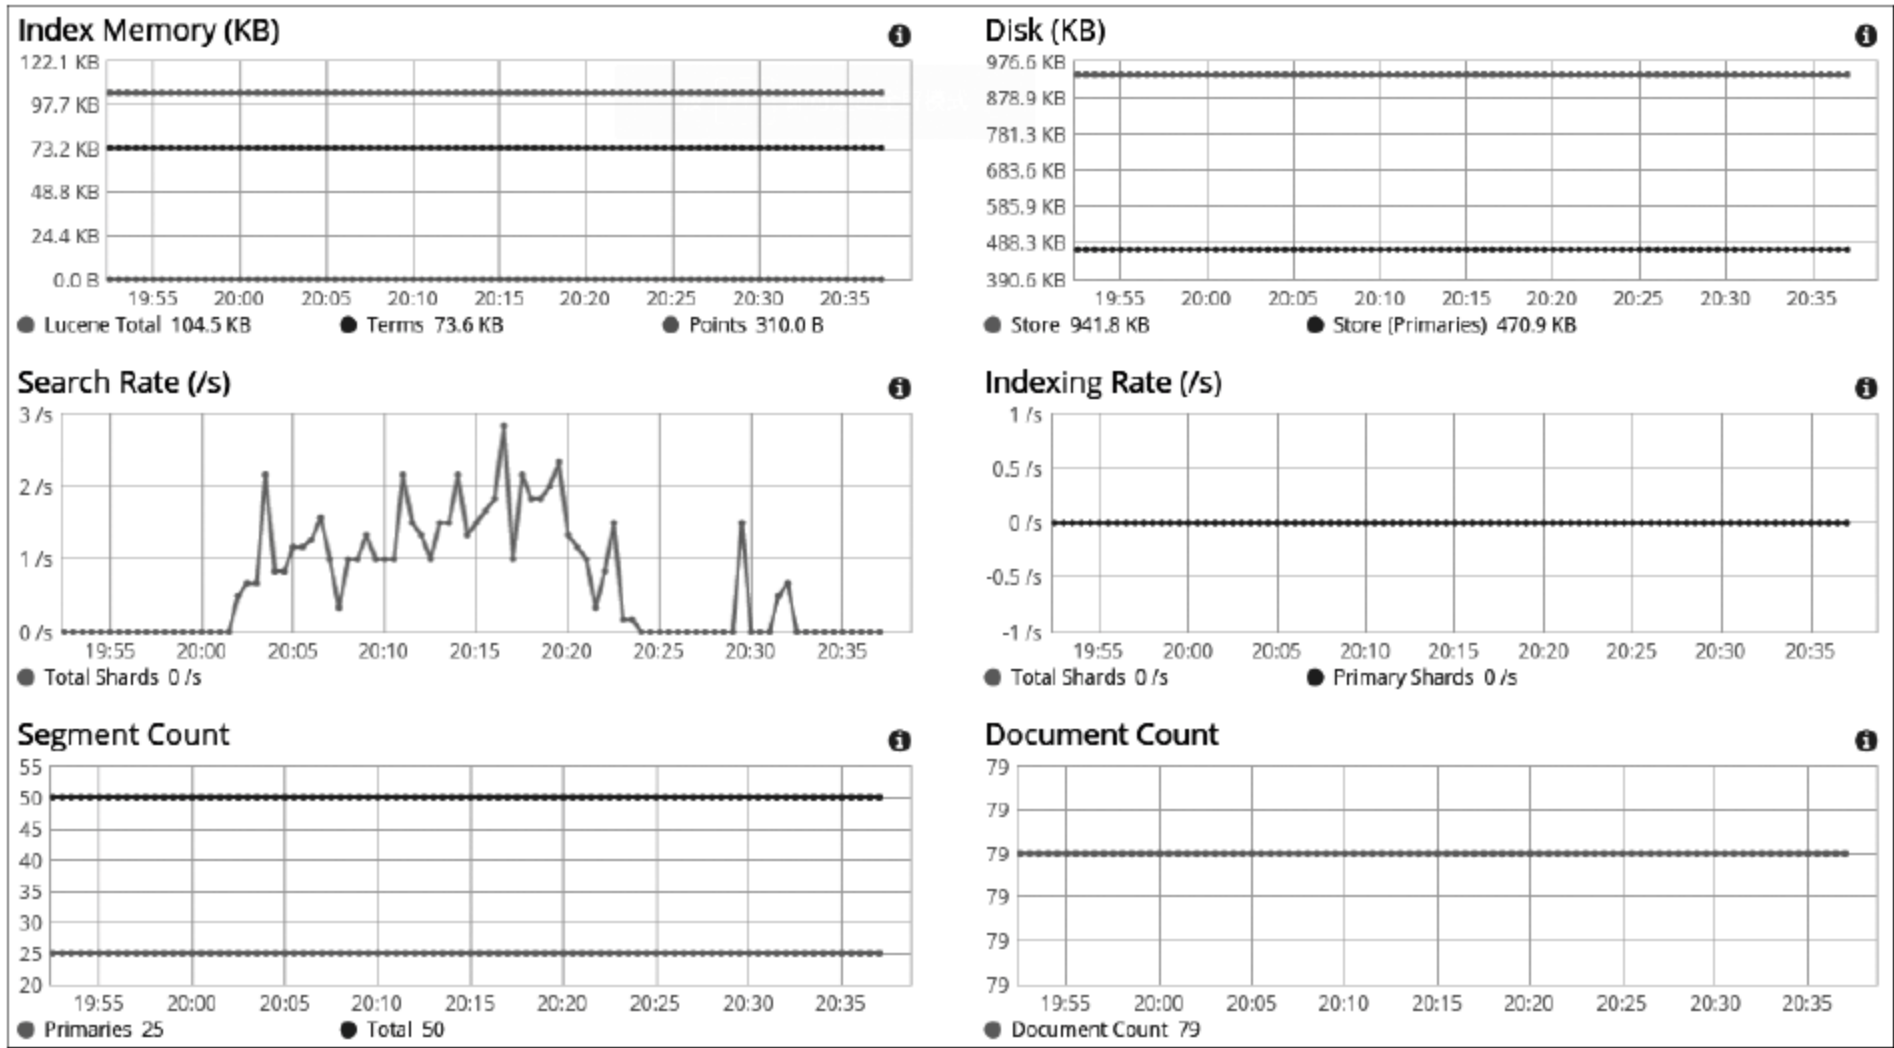 Index Memory (KB)
122.1 KB
97.7 KB
73.2 KB
48.8 KB
24.4 KB
0.0 B
19:55 20:00 20:05 20:10 20:15 20:20 20:25 20:30 20:35
Lucene Total 104.5 KB Terms 73.6 KB Points 310.0 B
Disk (KB)
976.6 KB
878.9 KB
781.3 KB
683.6 KB
585.9 KB
488.3 KB
390.6 KB
19:55 20:00 20:05 20:10 20:15 20:20 20:25 20:30 20:35
Store 941.8 KB Store (Primaries) 470.9 KB
Search Rate (/s)
3 /s
2 /s
1 /s
0 /s
19:55 20:00 20:05 20:10 20:15 20:20 20:25 20:30 20:35
Total Shards 0 /s
Indexing Rate (/s)
1 /s
0.5 /s
0 /s
-0.5 /s
-1 /s
19:55 20:00 20:05 20:10 20:15 20:20 20:25 20:30 20:35
Total Shards 0 /s Primary Shards 0 /s
Segment Count
55
50
45
40
35
30
25
20
19:55 20:00 20:05 20:10 20:15 20:20 20:25 20:30 20:35
Primaries 25 Total 50
Document Count
79
79
79
79
79
79
19:55 20:00 20:05 20:10 20:15 20:20 20:25 20:30 20:35
Document Count 79